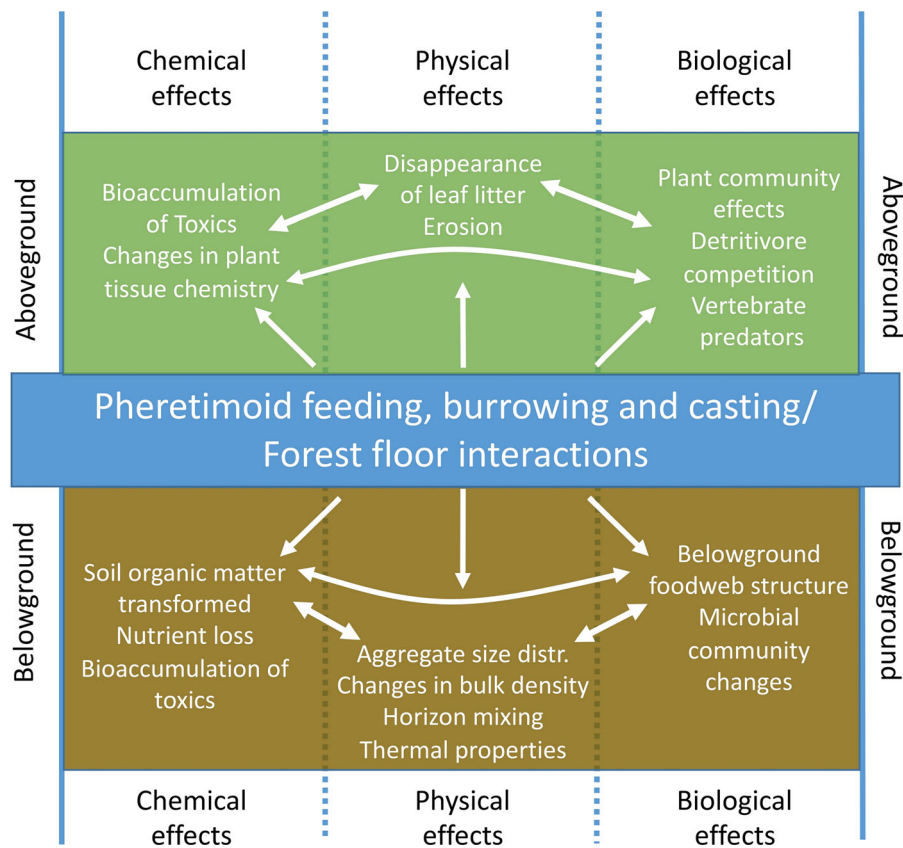 Chemical
effects
Physical
effects
Biological
effects
Aboveground
Bioaccumulation
of Toxics
Changes in plant
tissue chemistry
Disappearance
of leaf litter
Erosion
Plant community
effects
Detritivore
competition
Vertebrate
predators
Aboveground
Pheretimoid feeding, burrowing and casting/
Forest floor interactions
Belowground
Soil organic matter
transformed
Nutrient loss
Bioaccumulation of
toxics
Aggregate size distr.
Changes in bulk density
Horizon mixing
Thermal properties
Belowground
foodweb structure
Microbial
community
changes
Belowground
Chemical
effects
Physical
effects
Biological
effects